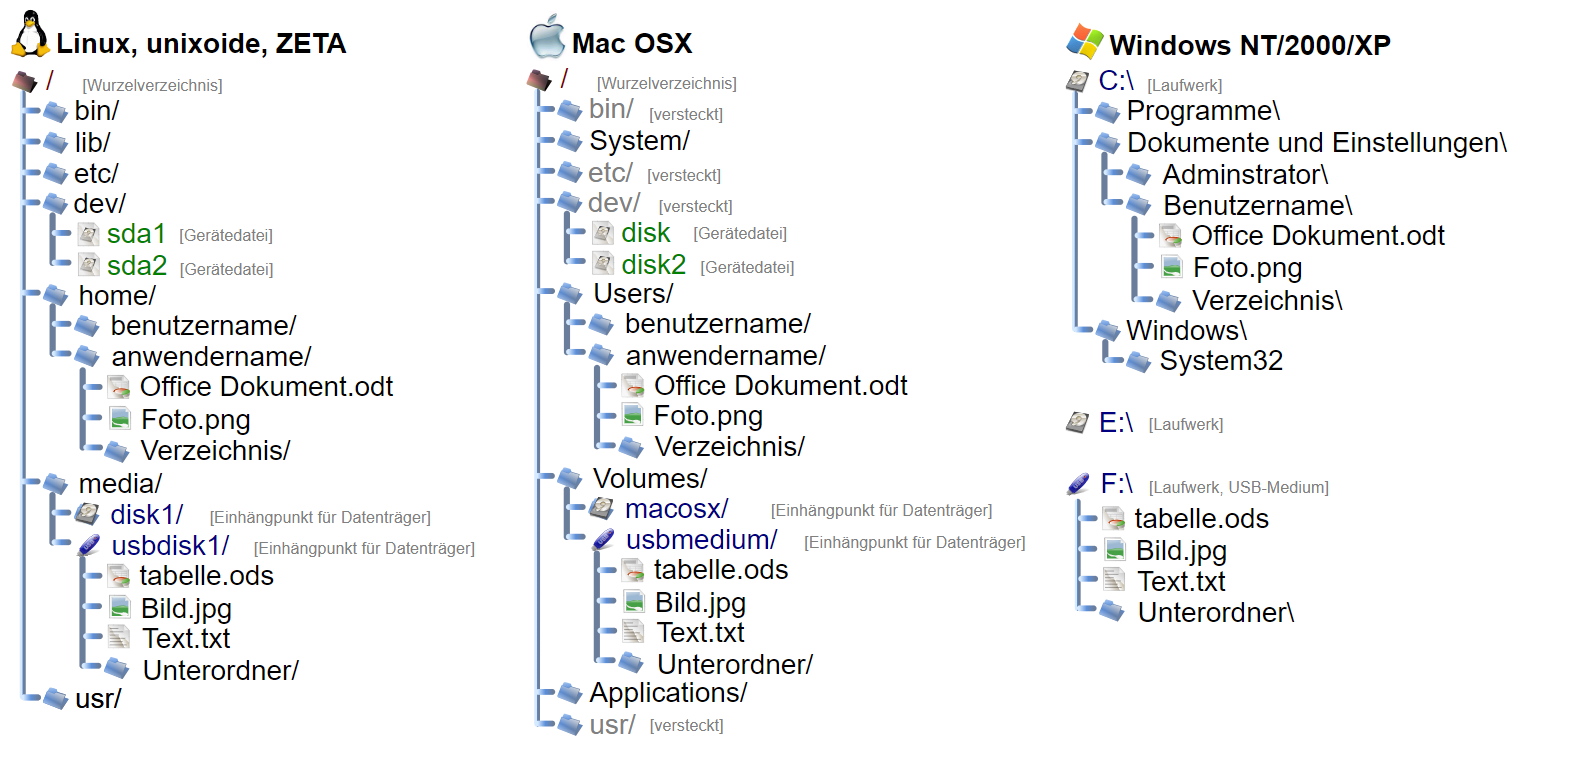 Linux, unixoide, ZETA
/ [Wurzelverzeichnis]
bin/
lib/
etc/
dev/
sda1 [Gerätedatei]
sda2 [Gerätedatei]
home/
benutzername/
anwendername/
Office Dokument.odt
Foto.png
Verzeichnis/
media/
disk1/ [Einhängpunkt für Datenträger]
usbdisk1/ [Einhängpunkt für Datenträger]
tabelle.ods
Bild.jpg
Text.txt
Unterordner/
usr/
Mac OSX
/ [Wurzelverzeichnis]
bin/ [versteckt]
System/
etc/ [versteckt]
dev/ [versteckt]
disk [Gerätedatei]
disk2 [Gerätedatei]
Users/
benutzername/
anwendername/
Office Dokument.odt
Foto.png
Verzeichnis/
Volumes/
macosx/ [Einhängpunkt für Datenträger]
usbmedium/ [Einhängpunkt für Datenträger]
tabelle.ods
Bild.jpg
Text.txt
Unterordner/
Applications/
usr/ [versteckt]
Windows NT/2000/XP
C:\ [Laufwerk]
Programme\
Dokumente und Einstellungen\
Adminstrator\
Benutzername\
Office Dokument.odt
Foto.png
Verzeichnis\
Windows\
System32
E:\ [Laufwerk]
F:\ [Laufwerk, USB-Medium]
tabelle.ods
Bild.jpg
Text.txt
Unterordner\